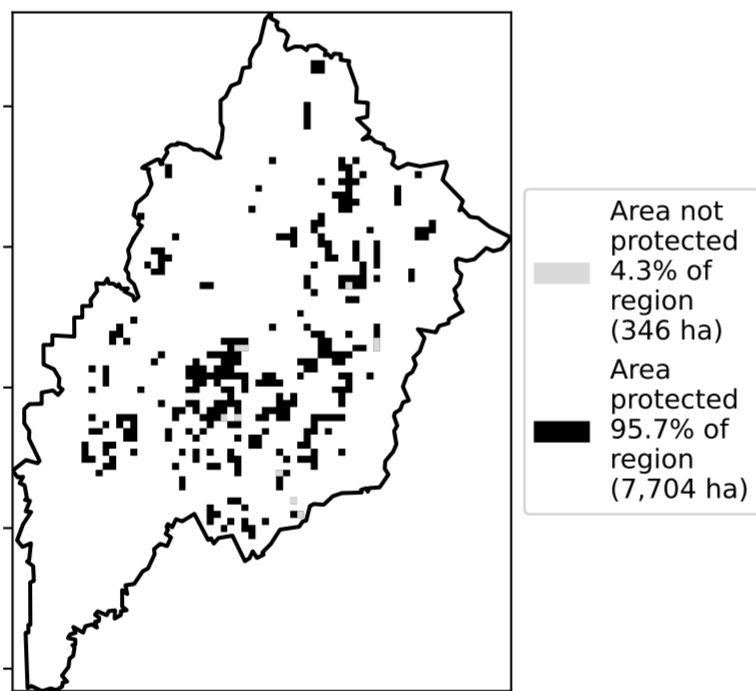 Area not
protected
4.3% of
region
(346 ha)
Area
protected
95.7% of
region
(7,704 ha)